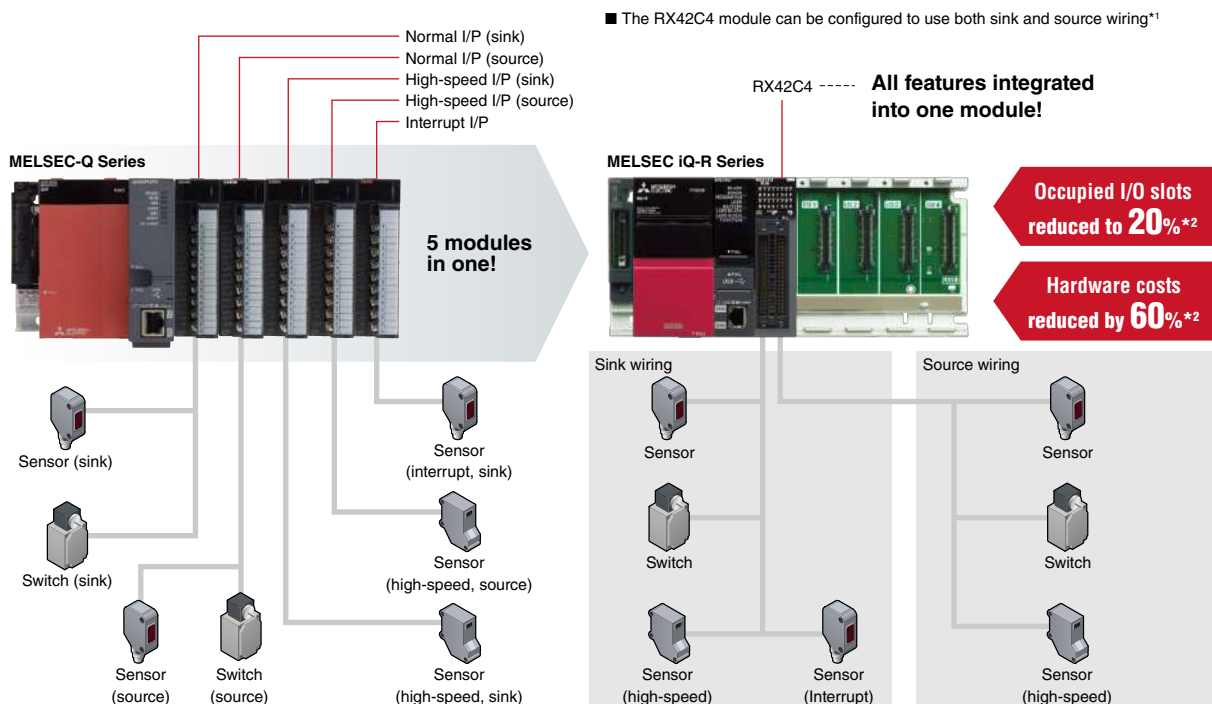 ■ The RX42C4 module can be configured to use both sink and source wiring*1
Normal I/P (sink)
Normal I/P (source)
High-speed I/P (sink)
High-speed I/P (source)
Interrupt I/P
MELSEC-Q Series
5 modules
in one!
Sensor (sink)
Switch (sink)
Sensor
(source)
Switch
(source)
Sensor
(interrupt, sink)
Sensor
(high-speed, source)
Sensor
(high-speed, sink)
RX42C4
All features integrated
into one module!
MELSEC iQ-R Series
MITSUBISHI
USB
Occupied I/O slots
reduced to 20%*2
Hardware costs
reduced by 60%*2
Sink wiring
Sensor
Switch
Sensor
(high-speed)
Sensor
(Interrupt)
Source wiring
Sensor
Switch
Sensor
(high-speed)